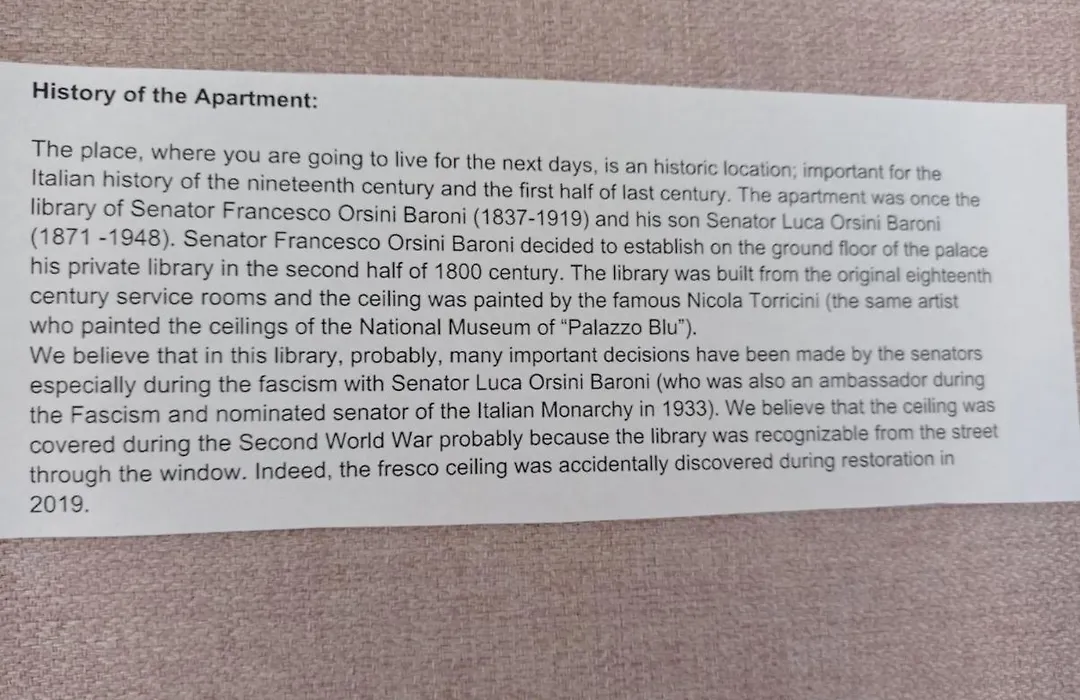 History of the Apartment:
The place, where you are going to live for the next days, is an historic location; important for the
Italian history of the nineteenth century and the first half of last century. The apartment was once the
library of Senator Francesco Orsini Baroni (1837-1919) and his son Senator Luca Orsini Baroni
(1871 -1948). Senator Francesco Orsini Baroni decided to establish on the ground floor of the palace
his private library in the second half of 1800 century. The library was built from the original eighteenth
century service rooms and the ceiling was painted by the famous Nicola Torricini (the same artist
who painted the ceilings of the National Museum of “Palazzo Blu”).
We believe that in this library, probably, many important decisions have been made by the senators
especially during the fascism with Senator Luca Orsini Baroni (who was also an ambassador during
the Fascism and nominated senator of the Italian Monarchy in 1933). We believe that the ceiling was
covered during the Second World War probably because the library was recognizable from the street
through the window. Indeed, the fresco ceiling was accidentally discovered during restoration in
2019.